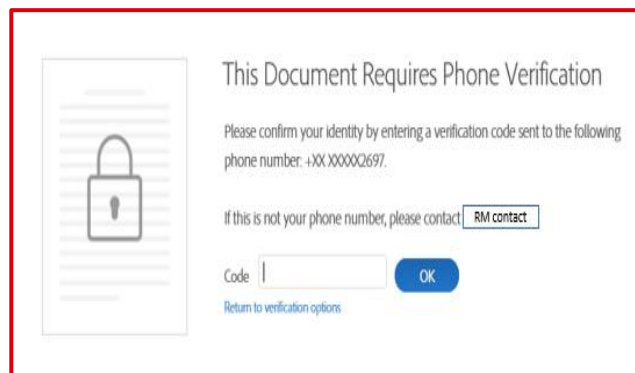 This Document Requires Phone Verification
Please confirm your identity by entering a verification code sent to the following
phone number: +XX XXXXX2697.
If this is not your phone number, please contact RM contact
Code OK
Return to verification options